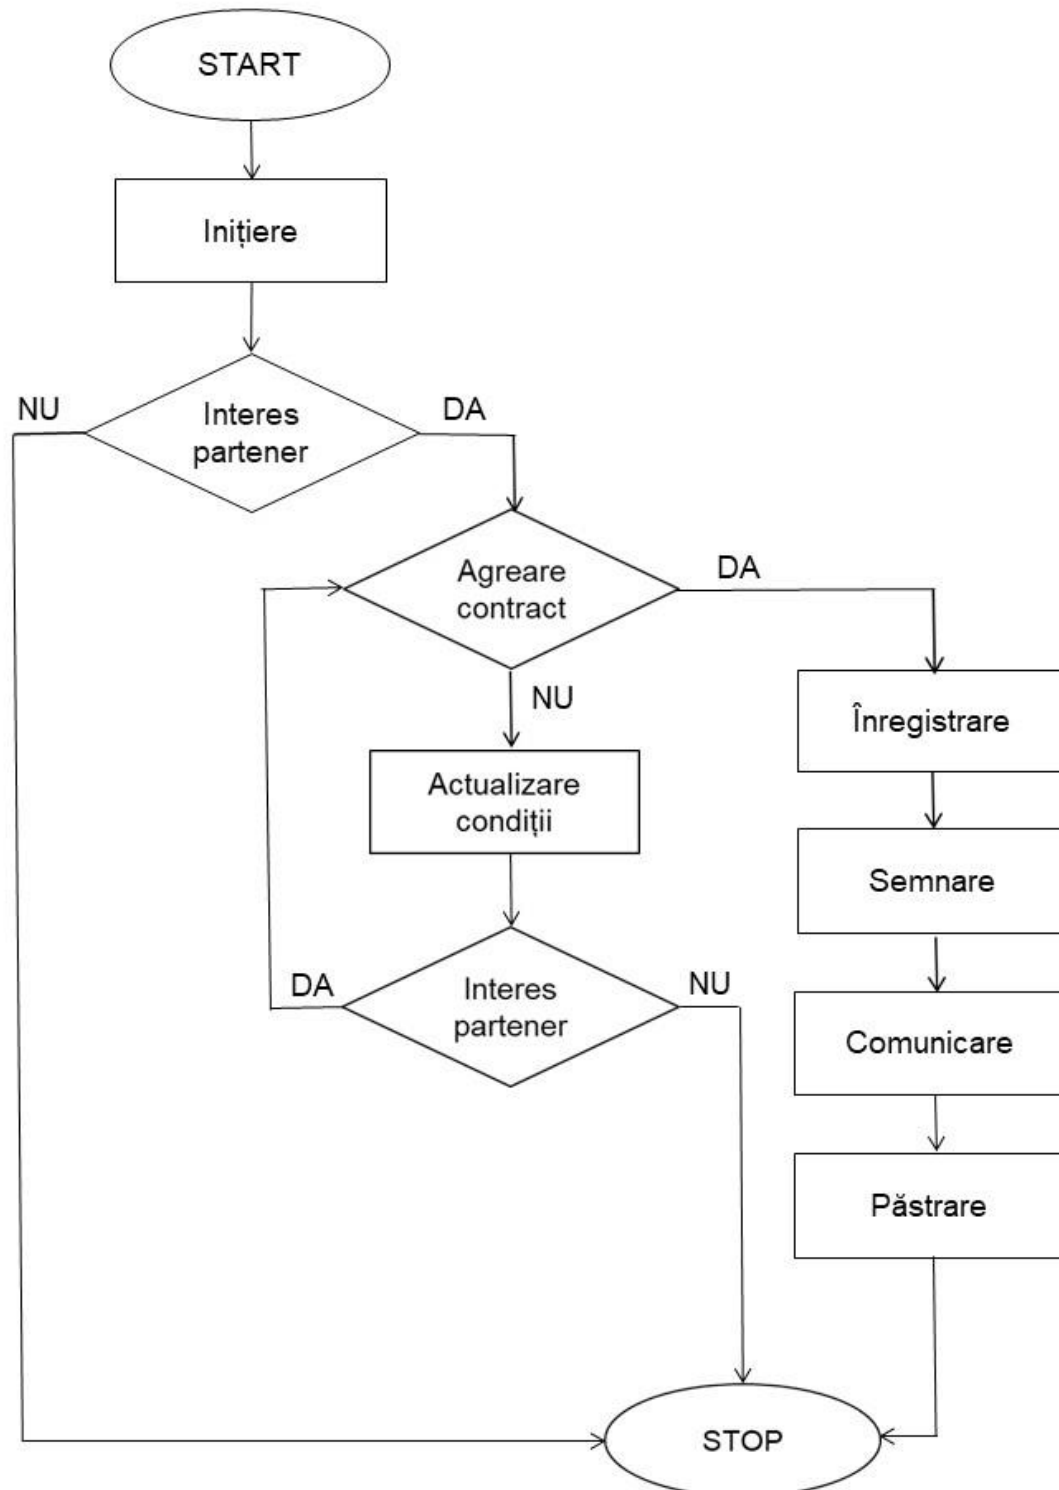 START
Inițiere
NU
Interes
partener
DA
Agreare
contract
DA
NU
Înregistrare
Actualizare
condiții
Semnare
DA
Interes
partener
NU
Comunicare
Păstrare
STOP